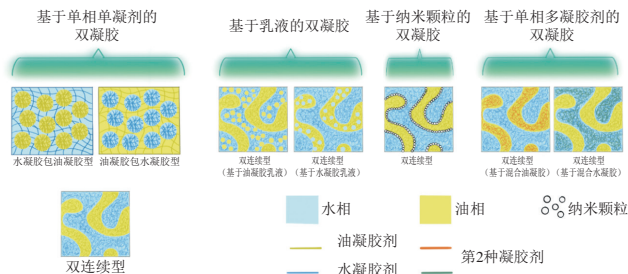 基于单相单凝剂的
双凝胶
基于乳液的双凝胶
基于纳米颗粒的
双凝胶
基于单相多凝胶剂的
双凝胶
水凝胶包油凝胶型
油凝胶包水凝胶型
双连续型
(基于油凝胶乳液)
双连续型
(基于水凝胶乳液)
双连续型
双连续型
(基于混合油凝胶)
双连续型
(基于混合水凝胶)
双连续型
水相
油相
纳米颗粒
油凝胶剂
水凝胶剂
第2种凝胶剂